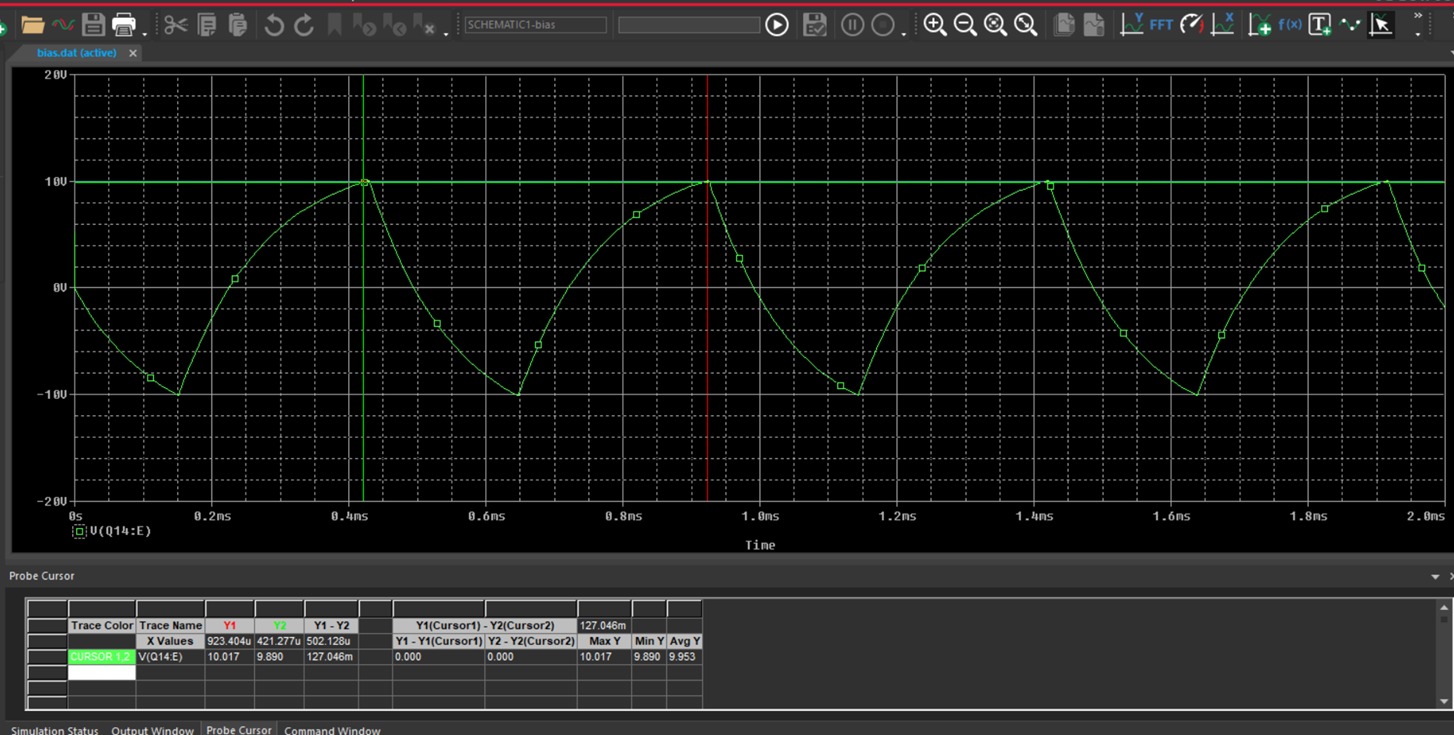 SCHEMATIC1-bias
FFT
f(x)
bias.dat (active)
20V
10V
0V
-10V
-20V
0s 0.2ms 0.4ms 0.6ms 0.8ms 1.0ms 1.2ms 1.4ms 1.6ms 1.8ms 2.0ms
V(Q14:E)
Time
Probe Cursor
Trace Color Trace Name Y1 Y2 Y1 - Y2 Y1(Cursor1) - Y2(Cursor2) 127.046m
X Values 923.404u 421.277u 502.128u Y1 - Y1(Cursor1) Y2 - Y2(Cursor2) Max Y Min Y Avg Y
CURSOR 1,2 V(Q14:E) 10.017 9.890 127.046m 0.000 0.000 10.017 9.890 9.953
Simulation Status Output Window Probe Cursor Command Window